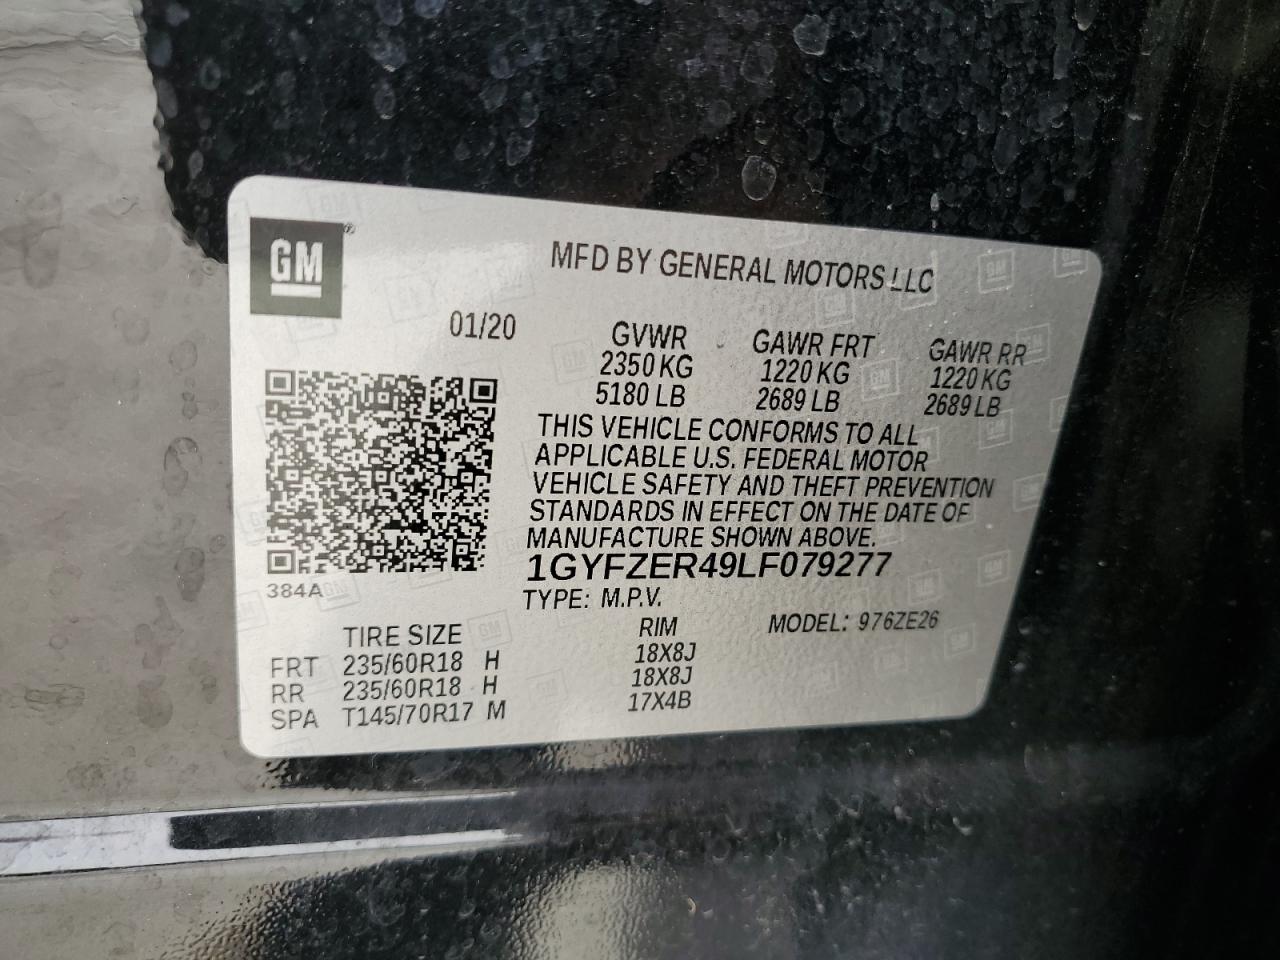 GM ®
MFD BY GENERAL MOTORS LLC
01/20
GVWR GAWR FRT GAWR RR
2350 KG 1220 KG 1220 KG
5180 LB 2689 LB 2689 LB
THIS VEHICLE CONFORMS TO ALL
APPLICABLE U.S. FEDERAL MOTOR
VEHICLE SAFETY AND THEFT PREVENTION
STANDARDS IN EFFECT ON THE DATE OF
MANUFACTURE SHOWN ABOVE.
1GYFZER49LF079277
384A
TYPE: M.P.V.
MODEL: 976ZE26
TIRE SIZE RIM
FRT 235/60R18 H 18X8J
RR 235/60R18 H 18X8J
SPA T145/70R17 M 17X4B